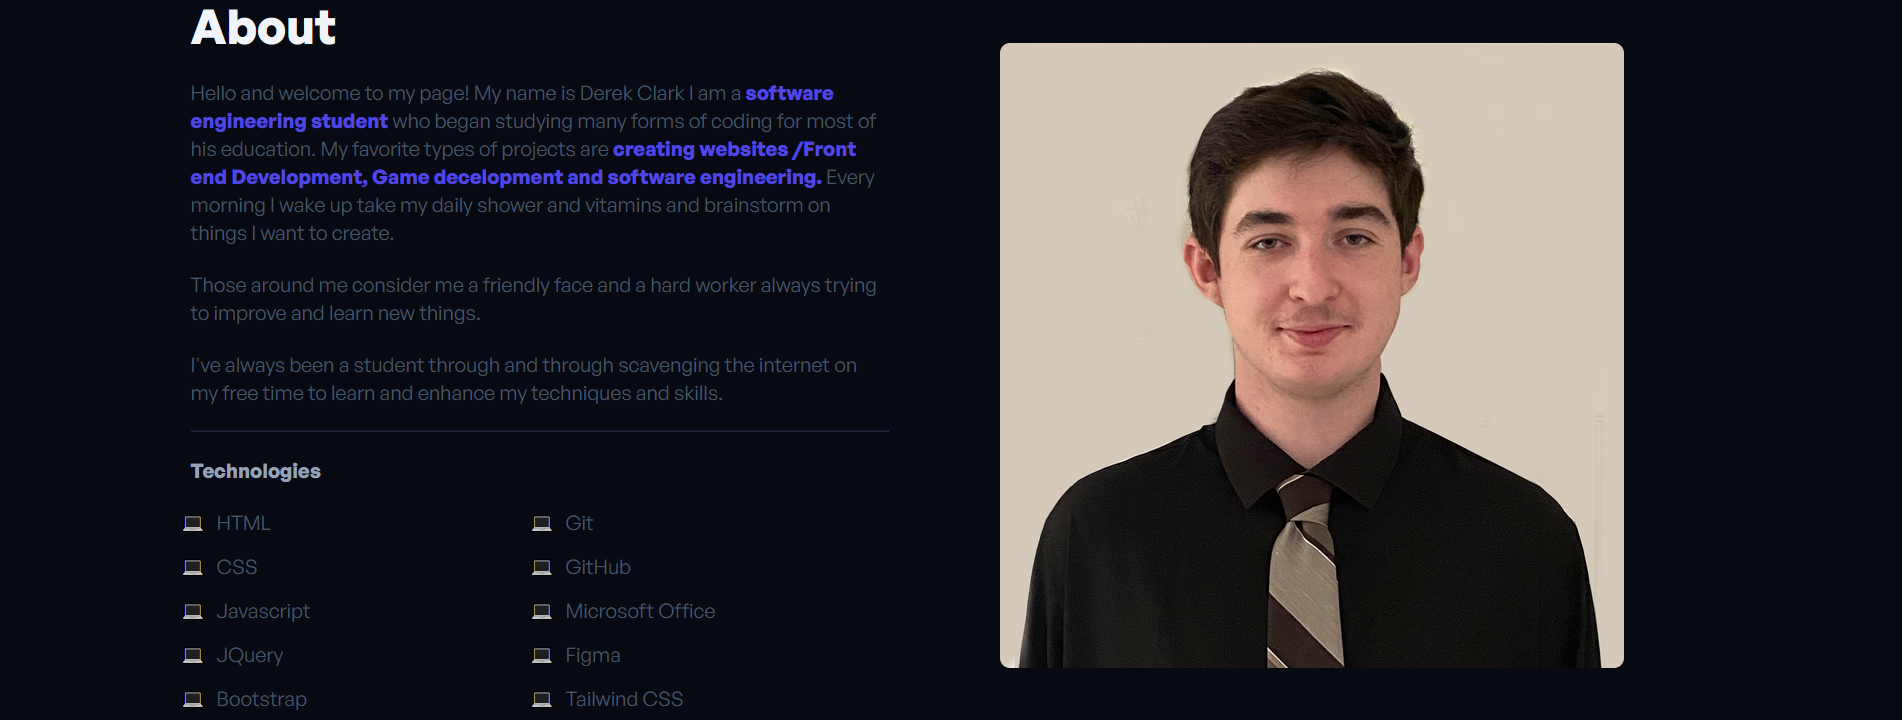 About
Hello and welcome to my page! My name is Derek Clark I am a software
engineering student who began studying many forms of coding for most of
his education. My favorite types of projects are creating websites /Front
end Development, Game decelopment and software engineering. Every
morning I wake up take my daily shower and vitamins and brainstorm on
things I want to create.
Those around me consider me a friendly face and a hard worker always trying
to improve and learn new things.
I've always been a student through and through scavenging the internet on
my free time to learn and enhance my techniques and skills.
Technologies
HTML
CSS
Javascript
JQuery
Bootstrap
Git
GitHub
Microsoft Office
Figma
Tailwind CSS